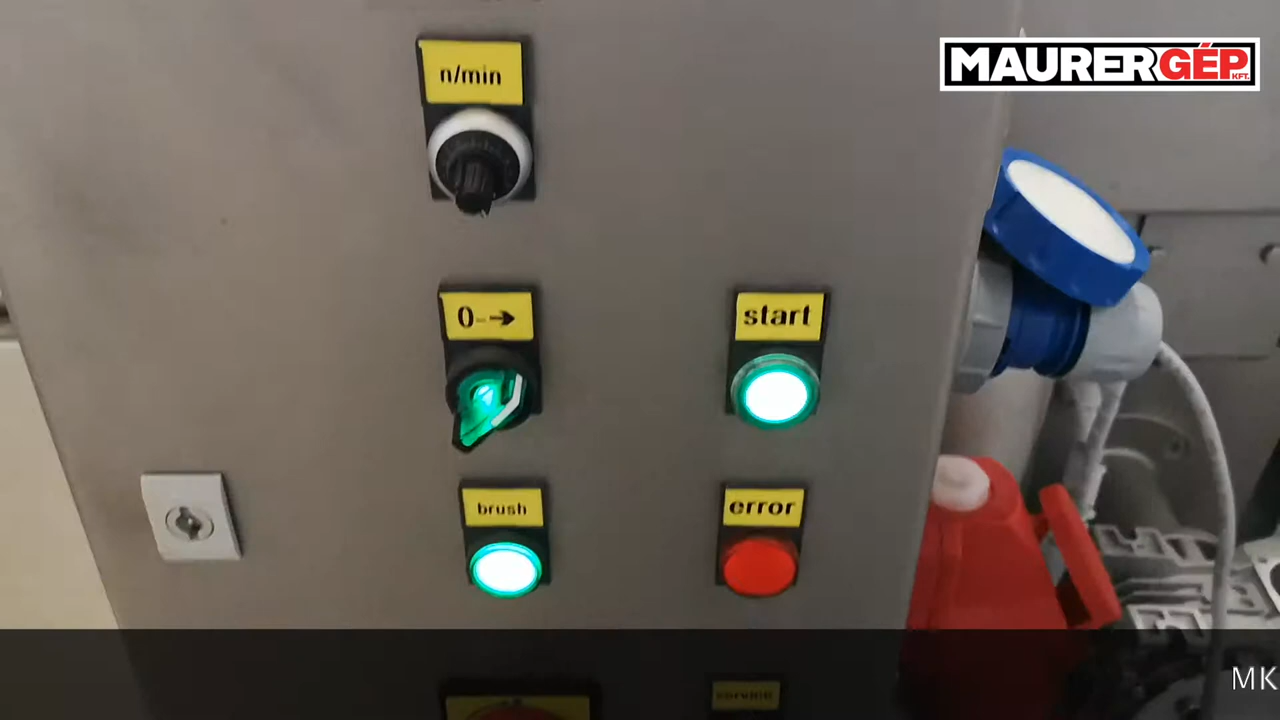 MAURERGÉP KFT.
n/min
0-→
start
brush
error
service
MK